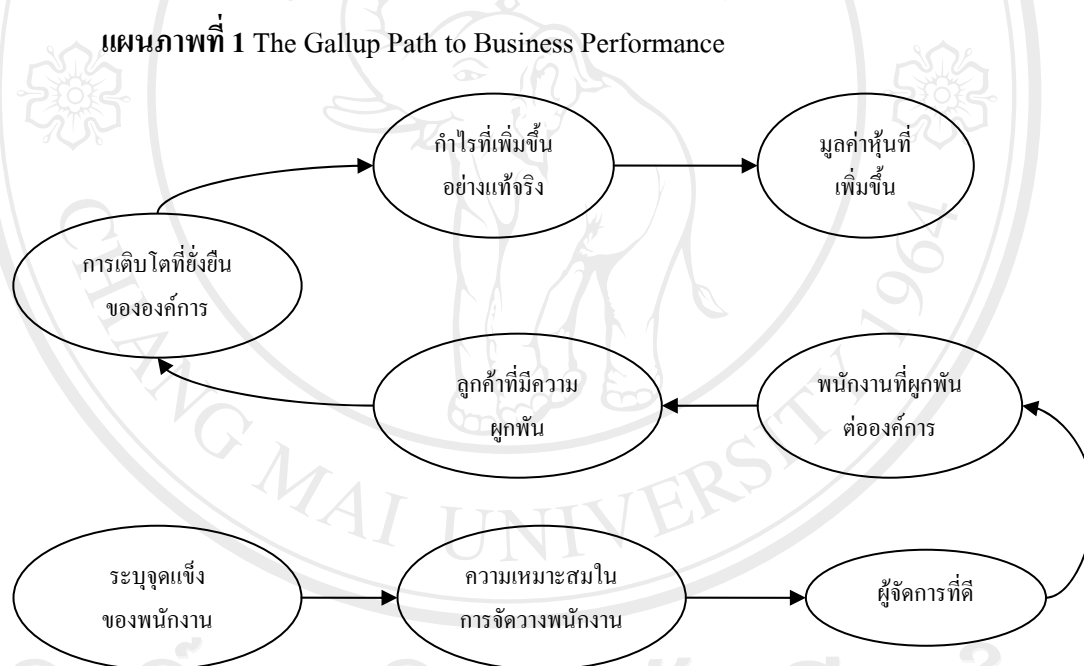 แผนภาพที่ 1 The Gallup Path to Business Performance
กำไรที่เพิ่มขึ้น
อย่างแท้จริง
มูลค่าหุ้นที่
เพิ่มขึ้น
การเติบโตที่ยั่งยืน
ขององค์การ
ลูกค้าที่มีความ
ผูกพัน
พนักงานที่ผูกพัน
ต่อองค์การ
ระบุจุดแข็ง
ของพนักงาน
ความเหมาะสมใน
การจัดวางพนักงาน
ผู้จัดการที่ดี
CHIANG MAI UNIVERSITY 1964